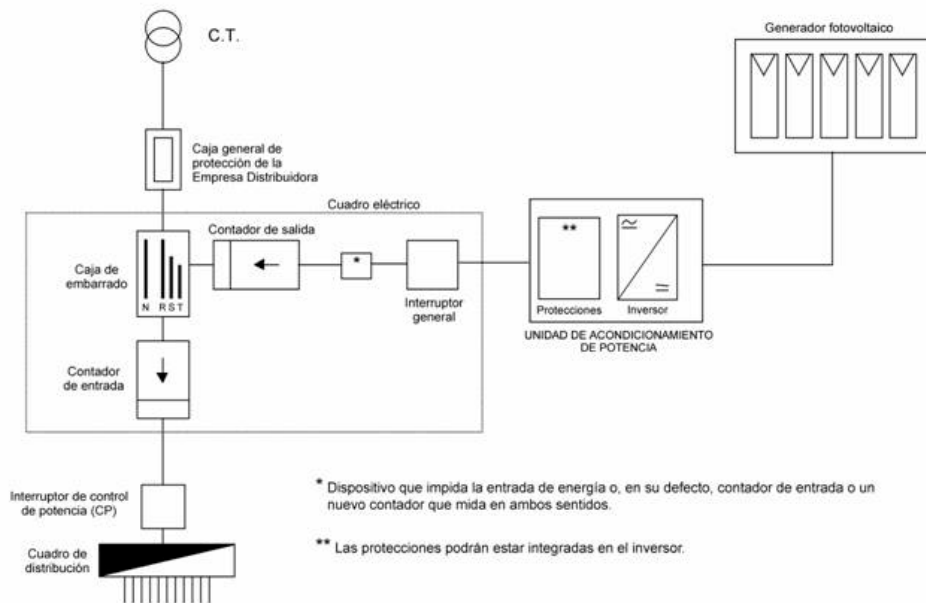 C.T.
Generador fotovoltaico
Caja general de
protección de la
Empresa Distribuidora
Cuadro eléctrico
Contador de salida
Caja de
embarrado
N R S T
*
Interruptor
general
**
Protecciones
Inversor
UNIDAD DE ACONDICIONAMIENTO
DE POTENCIA
Contador
de entrada
Interruptor de control
de potencia (CP)
Cuadro de
distribución
* Dispositivo que impida la entrada de energía o, en su defecto, contador de entrada o un
nuevo contador que mida en ambos sentidos.
** Las protecciones podrán estar integradas en el inversor.